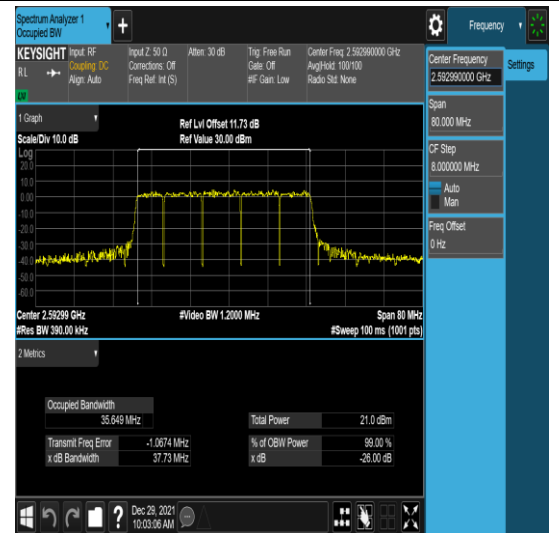 Spectrum Analyzer 1
Occupied BW
+
Frequency
KEYSIGHT
R L
LXI
Input: RF
Coupling: DC
Align: Auto
Input Z: 50 Ω
Corrections: Off
Freq Ref: Int (S)
Atten: 30 dB
Trig: Free Run
Gate: Off
#IF Gain: Low
Center Freq: 2.592990000 GHz
Avg|Hold: 100/100
Radio Std: None
Center Frequency
2.592990000 GHz
Settings
Span
80.000 MHz
CF Step
8.000000 MHz
Auto
Man
Freq Offset
0 Hz
1 Graph
Scale/Div 10.0 dB
Ref Lvl Offset 11.73 dB
Ref Value 30.00 dBm
Log
20.0
10.0
0.00
-10.0
-20.0
-30.0
-40.0
-50.0
-60.0
Center 2.59299 GHz
#Video BW 1.2000 MHz
Span 80 MHz
#Res BW 390.00 kHz
#Sweep 100 ms (1001 pts)
2 Metrics
Occupied Bandwidth
35.649 MHz
Total Power 21.0 dBm
Transmit Freq Error -1.0674 MHz
% of OBW Power 99.00 %
x dB Bandwidth 37.73 MHz
x dB -26.00 dB
?
Dec 29, 2021
10:03:06 AM